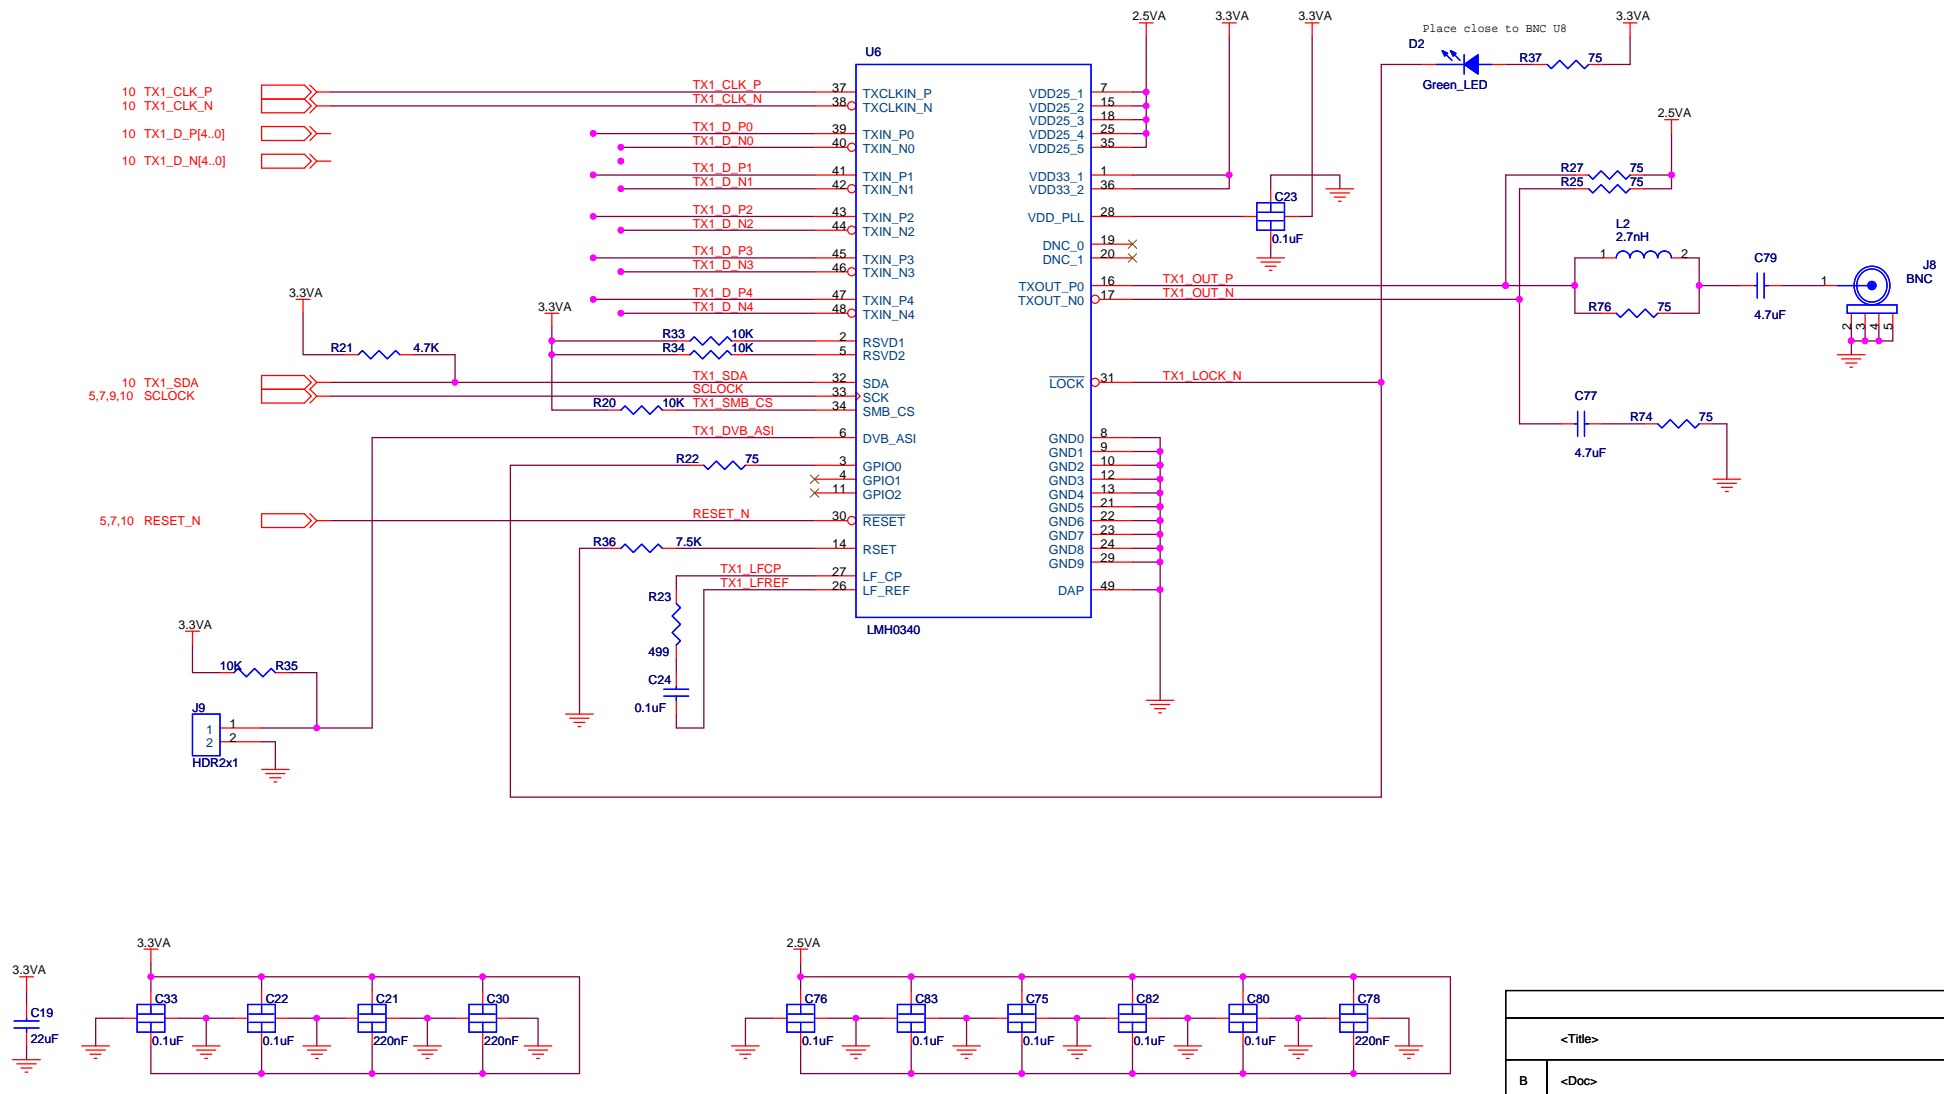 2.5VA 3.3VA 3.3VA 3.3VA
Place close to BNC U8
D2 R37 75
Green_LED
U6
10 TX1_CLK_P TX1_CLK_P 37 TXCLKIN_P VDD25_1 7
10 TX1_CLK_N TX1_CLK_N 38 TXCLKIN_N VDD25_2 15
VDD25_3 18
10 TX1_D_P[4..0] TX1_D_P0 39 TXIN_P0 VDD25_4 25
TX1_D_N0 40 TXIN_N0 VDD25_5 35
10 TX1_D_N[4..0]
TX1_D_P1 41 TXIN_P1 VDD33_1 1
TX1_D_N1 42 TXIN_N1 VDD33_2 36
2.5VA
R27 75
R25 75
C23
0.1uF
TX1_D_P2 43 TXIN_P2 VDD_PLL 28
TX1_D_N2 44 TXIN_N2
DNC_0 19
TX1_D_P3 45 TXIN_P3 DNC_1 20
TX1_D_N3 46 TXIN_N3
TXOUT_P0 16 TX1_OUT_P
TX1_D_P4 47 TXIN_P4 TXOUT_N0 17 TX1_OUT_N
TX1_D_N4 48 TXIN_N4
L2
2.7nH
1 2
R76 75
C79
4.7uF
1
J8
BNC
2 3 4 5
3.3VA 3.3VA
R33 10K 2 RSVD1
R21 4.7K R34 10K 5 RSVD2
10 TX1_SDA TX1_SDA 32 SDA LOCK 31 TX1_LOCK_N
5,7,9,10 SCLOCK SCLOCK 33 SCK
R20 10K TX1_SMB_CS 34 SMB_CS
C77
4.7uF
R74 75
TX1_DVB_ASI 6 DVB_ASI GND0 8
GND1 9
R22 75 3 GPIO0 GND2 10
4 GPIO1 GND3 12
11 GPIO2 GND4 13
GND5 21
5,7,10 RESET_N RESET_N 30 RESET GND6 22
GND7 23
R36 7.5K 14 RSET GND8 24
GND9 29
TX1_LFCP 27 LF_CP
TX1_LFREF 26 LF_REF DAP 49
R23
499
C24
0.1uF
LMH0340
3.3VA
10K R35
J9
1 1
2 2
HDR2x1
3.3VA 3.3VA 2.5VA
C19 C33 C22 C21 C30 C76 C83 C75 C82 C80 C78
22uF 0.1uF 0.1uF 220nF 220nF 0.1uF 0.1uF 0.1uF 0.1uF 0.1uF 220nF
<Title>
B <Doc>